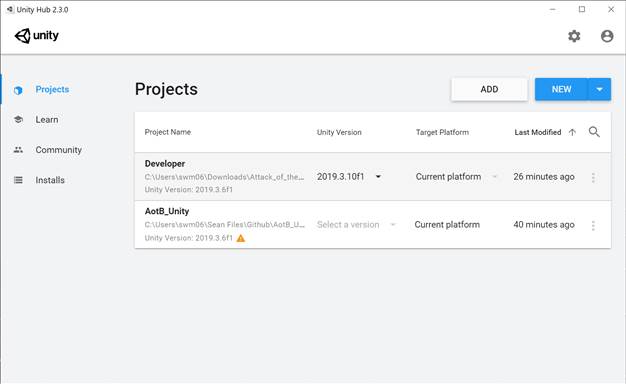 Unity Hub 2.3.0
unity
Projects
Learn
Community
Installs
Projects
ADD
NEW
Project Name Unity Version Target Platform Last Modified
Developer
C:\Users\swm06\Downloads\Attack_of_the...
Unity Version: 2019.3.6f1
2019.3.10f1 Current platform 26 minutes ago
AotB_Unity
C:\Users\swm06\Sean Files\Github\AotB_U...
Unity Version: 2019.3.6f1
Select a version Current platform 40 minutes ago